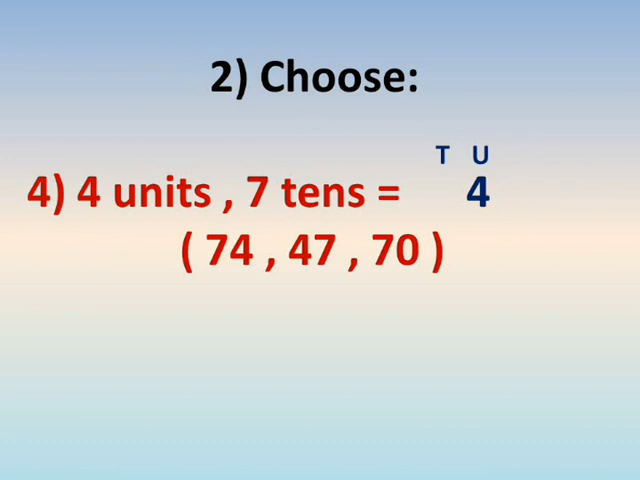 2) Choose:
T U
4) 4 units , 7 tens = 4
( 74 , 47 , 70 )